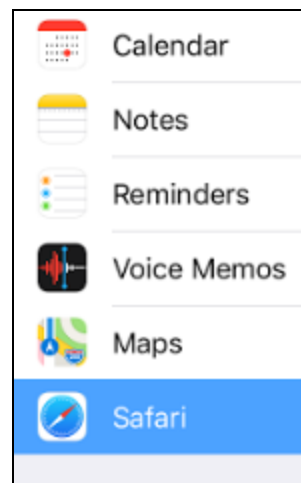 Calendar
Notes
Reminders
Voice Memos
Maps
Safari